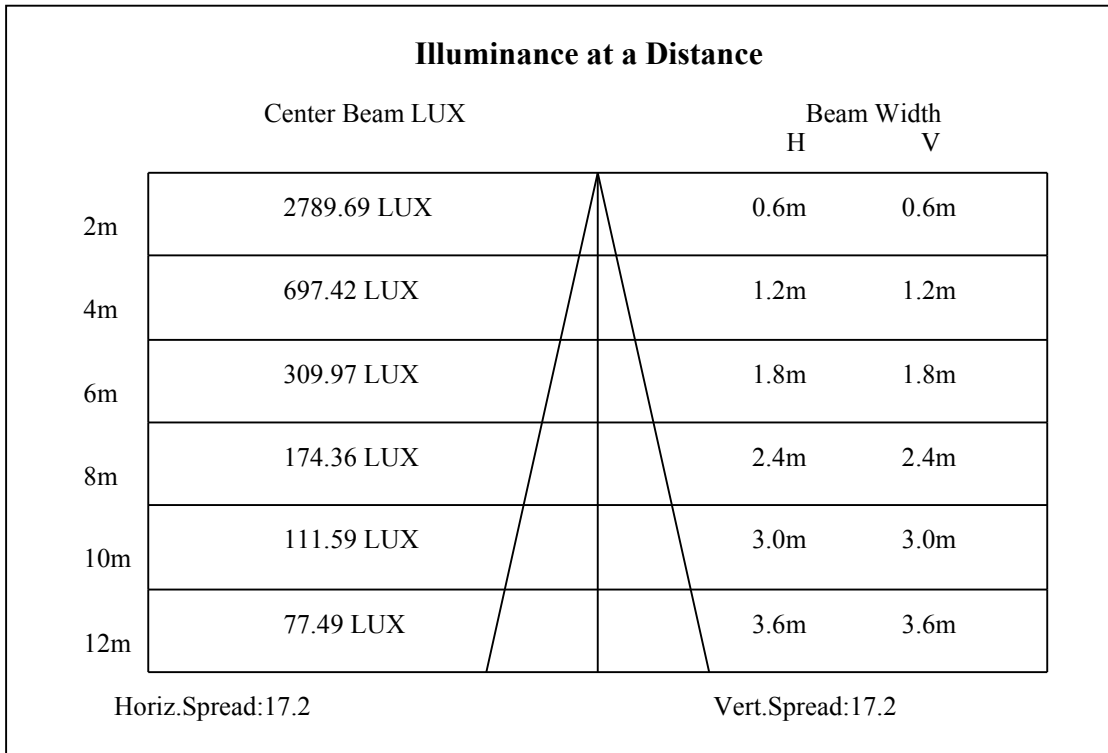 Illuminance at a Distance
Center Beam LUX Beam Width
H V
2m 2789.69 LUX 0.6m 0.6m
4m 697.42 LUX 1.2m 1.2m
6m 309.97 LUX 1.8m 1.8m
8m 174.36 LUX 2.4m 2.4m
10m 111.59 LUX 3.0m 3.0m
12m 77.49 LUX 3.6m 3.6m
Horiz.Spread:17.2 Vert.Spread:17.2